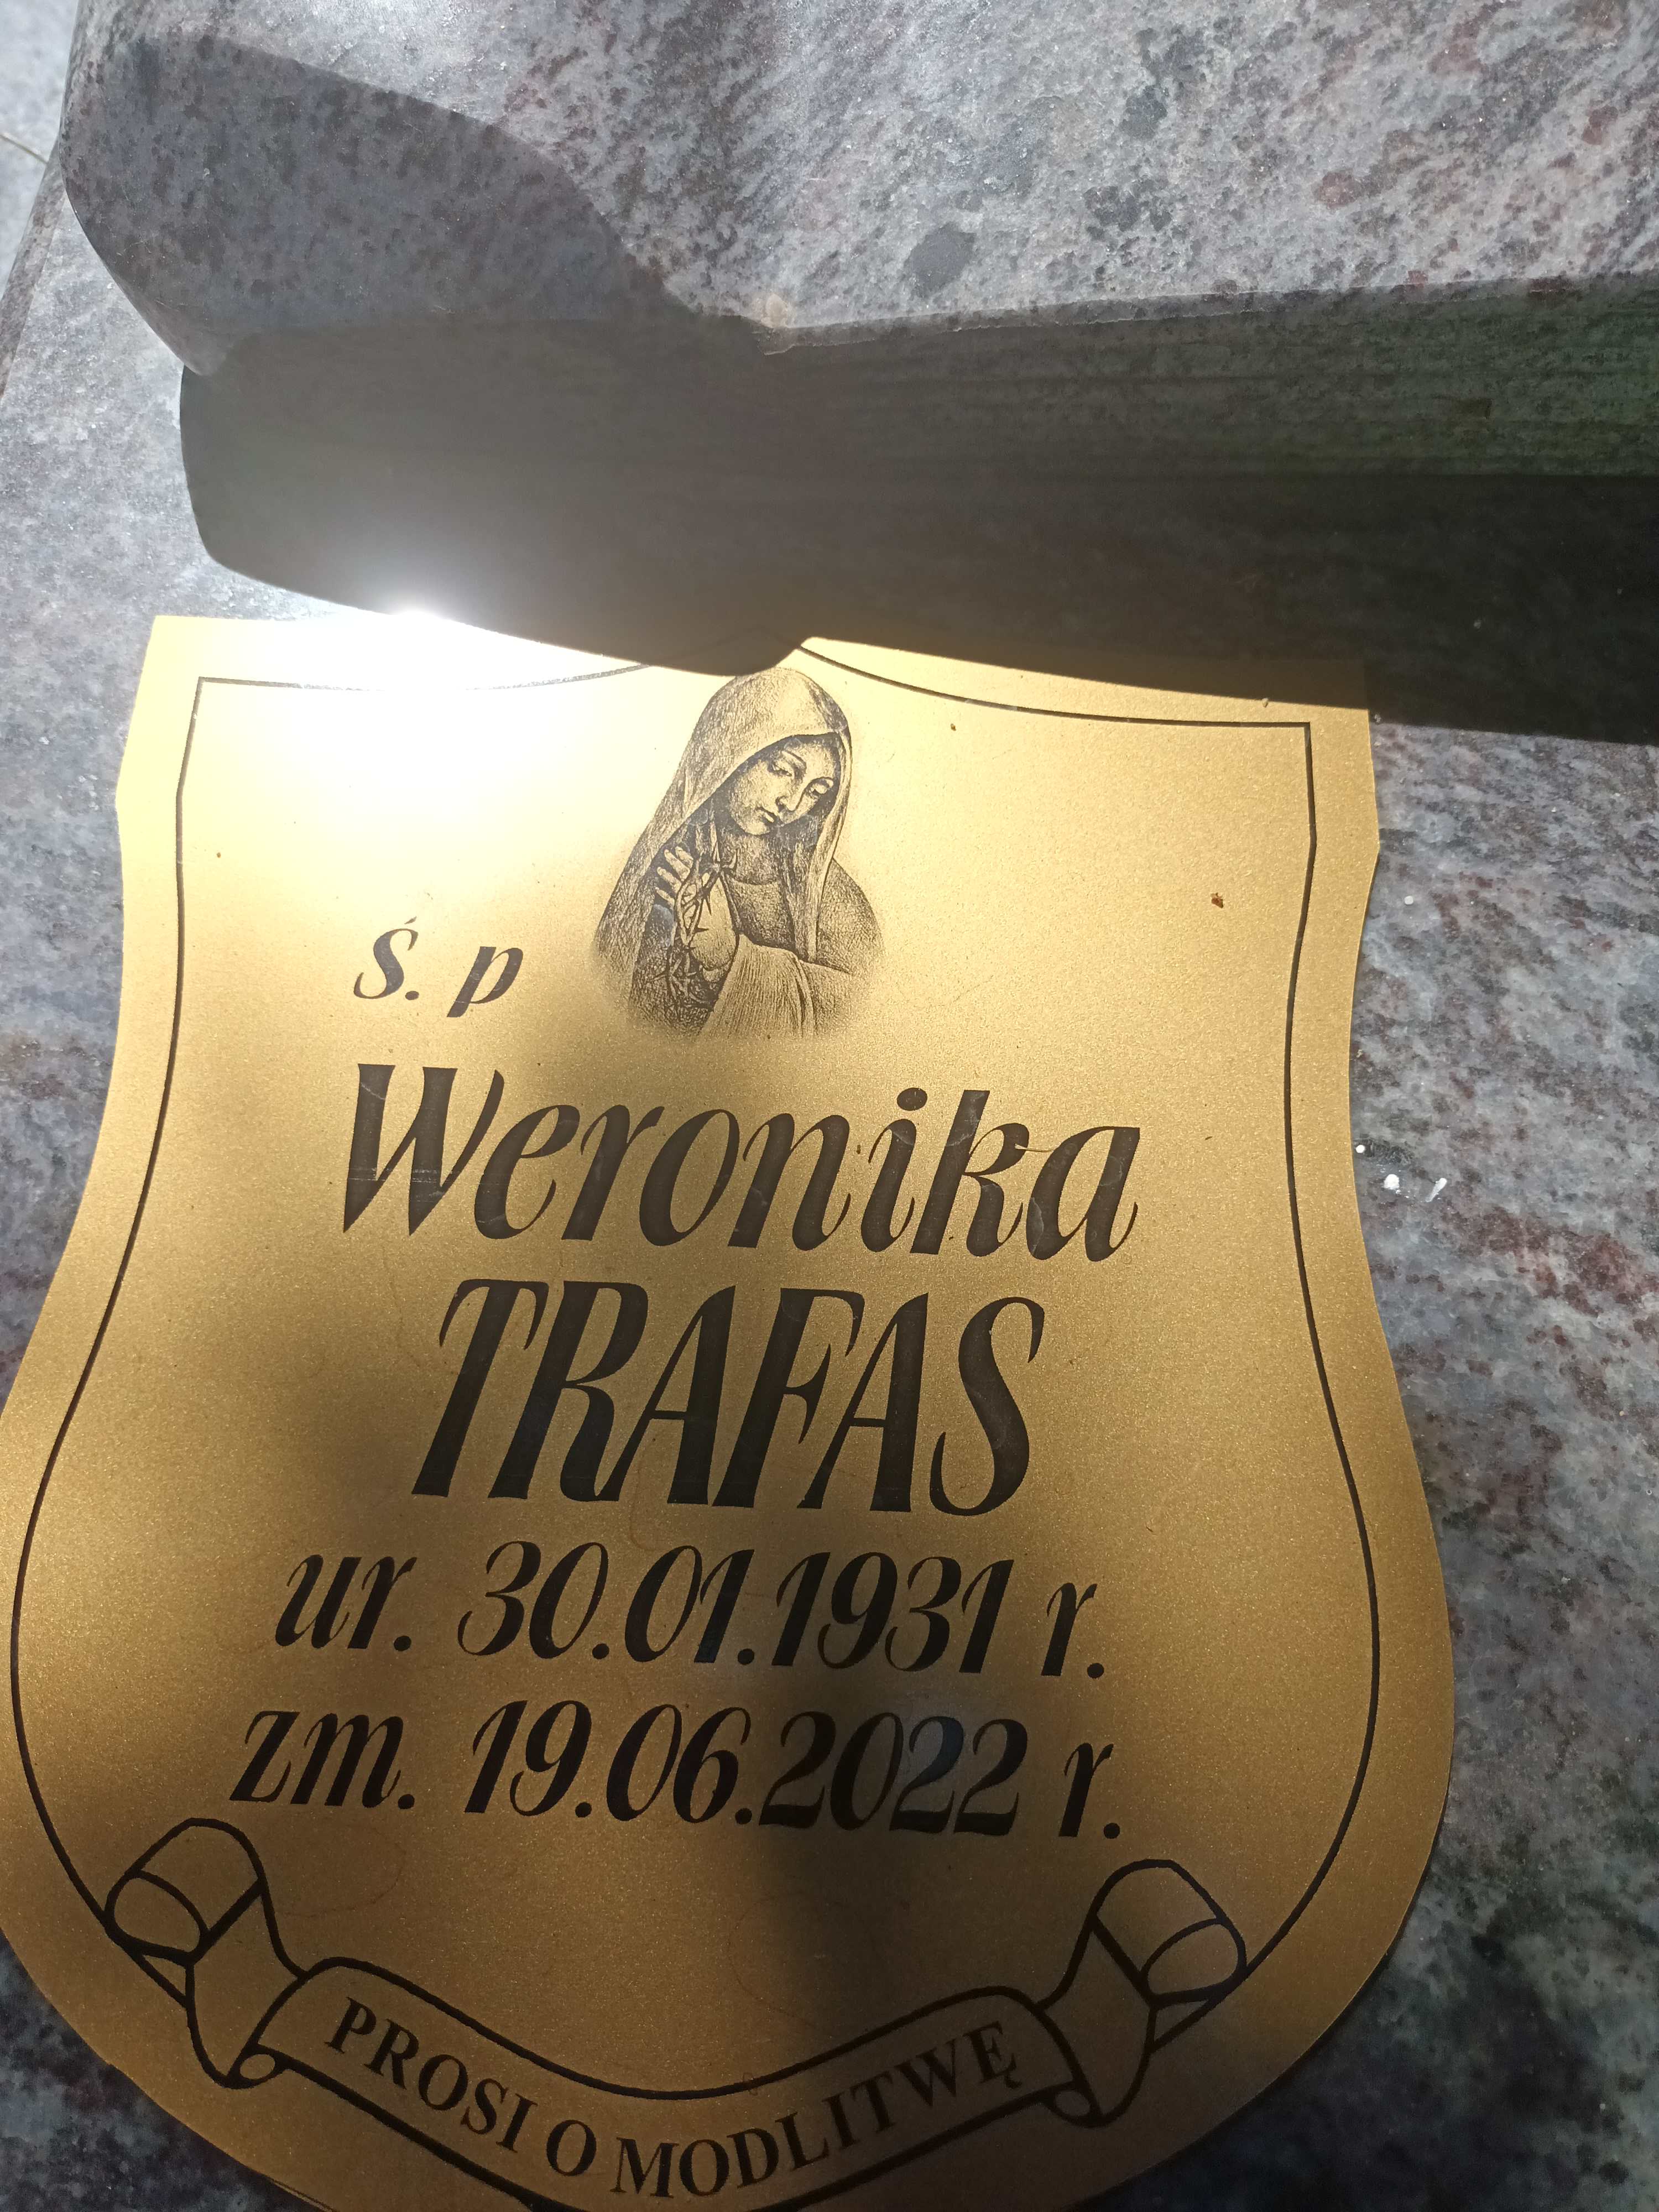 Ś. p
Weronika
TRAFAS
ur. 30.01.1931 r.
zm. 19.06.2022 r.
PROSI O MODLITWĘ